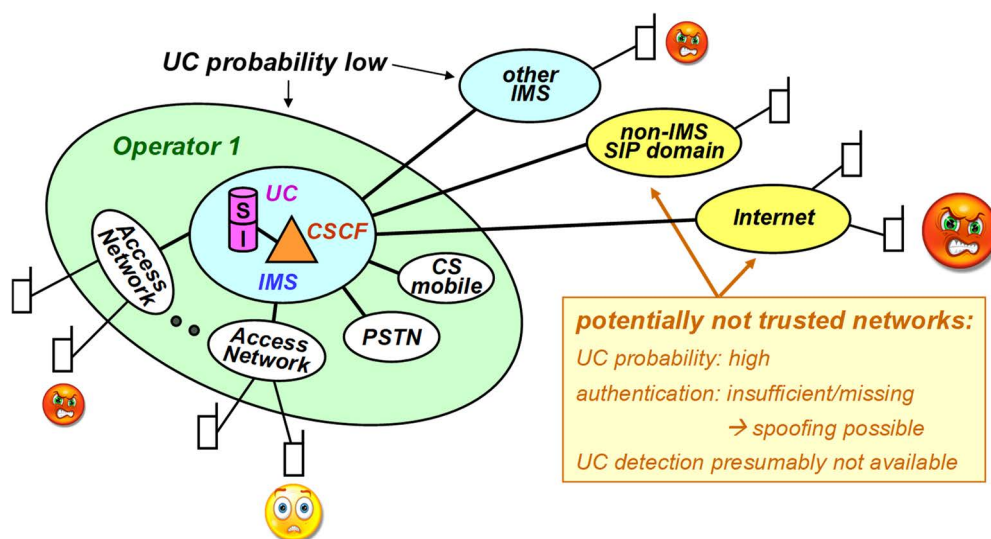 UC probability low
other
IMS
non-IMS
SIP domain
Operator 1
UC
S
I
CSCF
IMS
Internet
Access
Network
CS
mobile
PSTN
Access
Network
potentially not trusted networks:
UC probability: high
authentication: insufficient/missing
→ spoofing possible
UC detection presumably not available